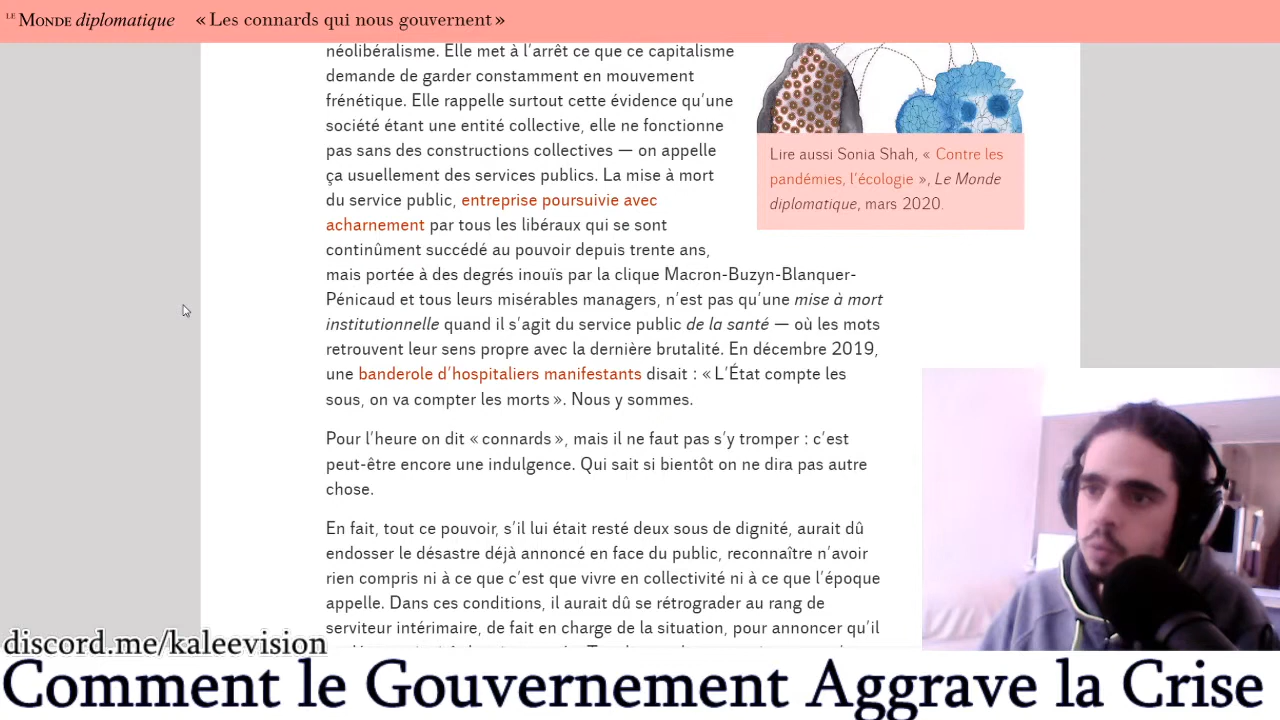 LE MONDE diplomatique « Les connards qui nous gouvernent »
néolibéralisme. Elle met à l’arrêt ce que ce capitalisme
demande de garder constamment en mouvement
frénétique. Elle rappelle surtout cette évidence qu’une
société étant une entité collective, elle ne fonctionne
pas sans des constructions collectives — on appelle
ça usuellement des services publics. La mise à mort
du service public, entreprise poursuivie avec
acharnement par tous les libéraux qui se sont
continûment succédé au pouvoir depuis trente ans,
mais portée à des degrés inouïs par la clique Macron-Buzyn-Blanquer-
Pénicaud et tous leurs misérables managers, n’est pas qu’une mise à mort
institutionnelle quand il s’agit du service public de la santé — où les mots
retrouvent leur sens propre avec la dernière brutalité. En décembre 2019,
une banderole d’hospitaliers manifestants disait : « L’État compte les
sous, on va compter les morts ». Nous y sommes.
Lire aussi Sonia Shah, « Contre les
pandémies, l’écologie », Le Monde
diplomatique, mars 2020.
Pour l’heure on dit « connards », mais il ne faut pas s’y tromper : c’est
peut-être encore une indulgence. Qui sait si bientôt on ne dira pas autre
chose.
En fait, tout ce pouvoir, s’il lui était resté deux sous de dignité, aurait dû
endosser le désastre déjà annoncé en face du public, reconnaître n’avoir
rien compris ni à ce que c’est que vivre en collectivité ni à ce que l’époque
appelle. Dans ces conditions, il aurait dû se rétrograder au rang de
serviteur intérimaire, de fait en charge de la situation, pour annoncer qu’il
discord.me/kaleevision
Comment le Gouvernement Aggrave la Crise